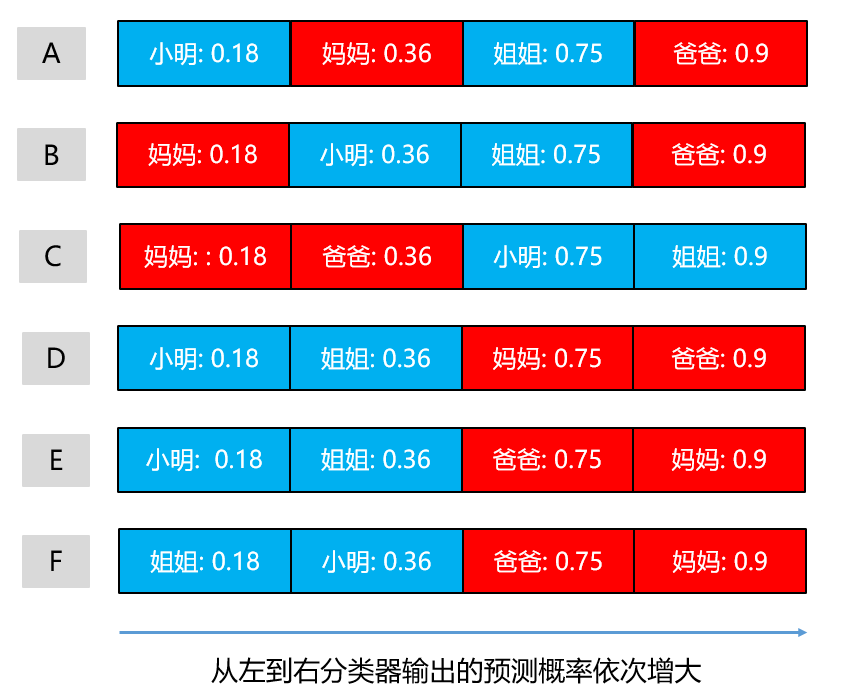 A 小明: 0.18 妈妈: 0.36 姐姐: 0.75 爸爸: 0.9
B 妈妈: 0.18 小明: 0.36 姐姐: 0.75 爸爸: 0.9
C 妈妈: : 0.18 爸爸: 0.36 小明: 0.75 姐姐: 0.9
D 小明: 0.18 姐姐: 0.36 妈妈: 0.75 爸爸: 0.9
E 小明: 0.18 姐姐: 0.36 爸爸: 0.75 妈妈: 0.9
F 姐姐: 0.18 小明: 0.36 爸爸: 0.75 妈妈: 0.9
从左到右分类器输出的预测概率依次增大